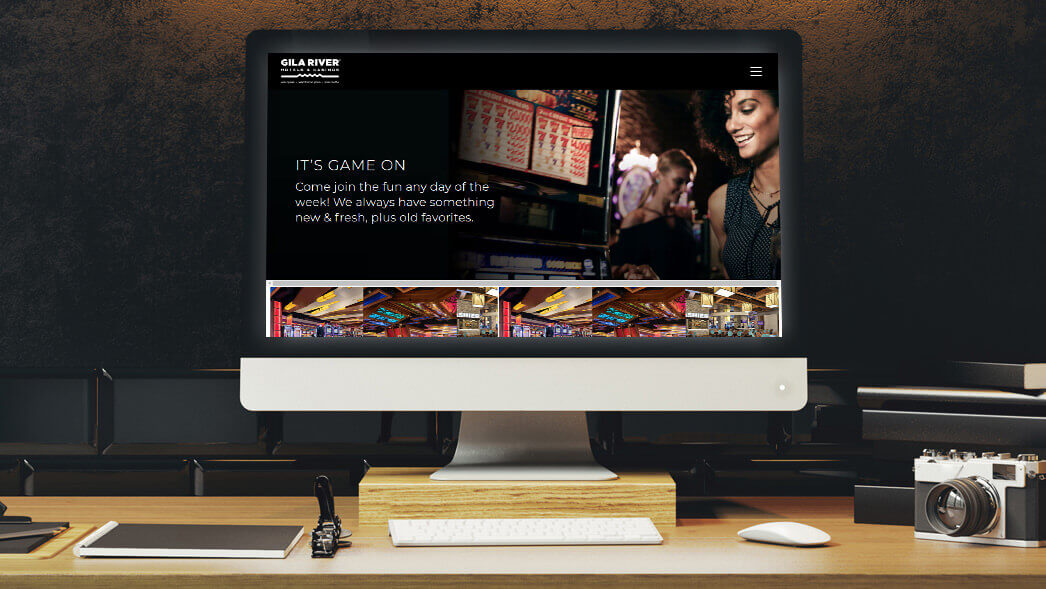 GILA RIVER
HOTELS & CASINOS
IT'S GAME ON
Come join the fun any day of the
week! We always have something
new & fresh, plus old favorites.